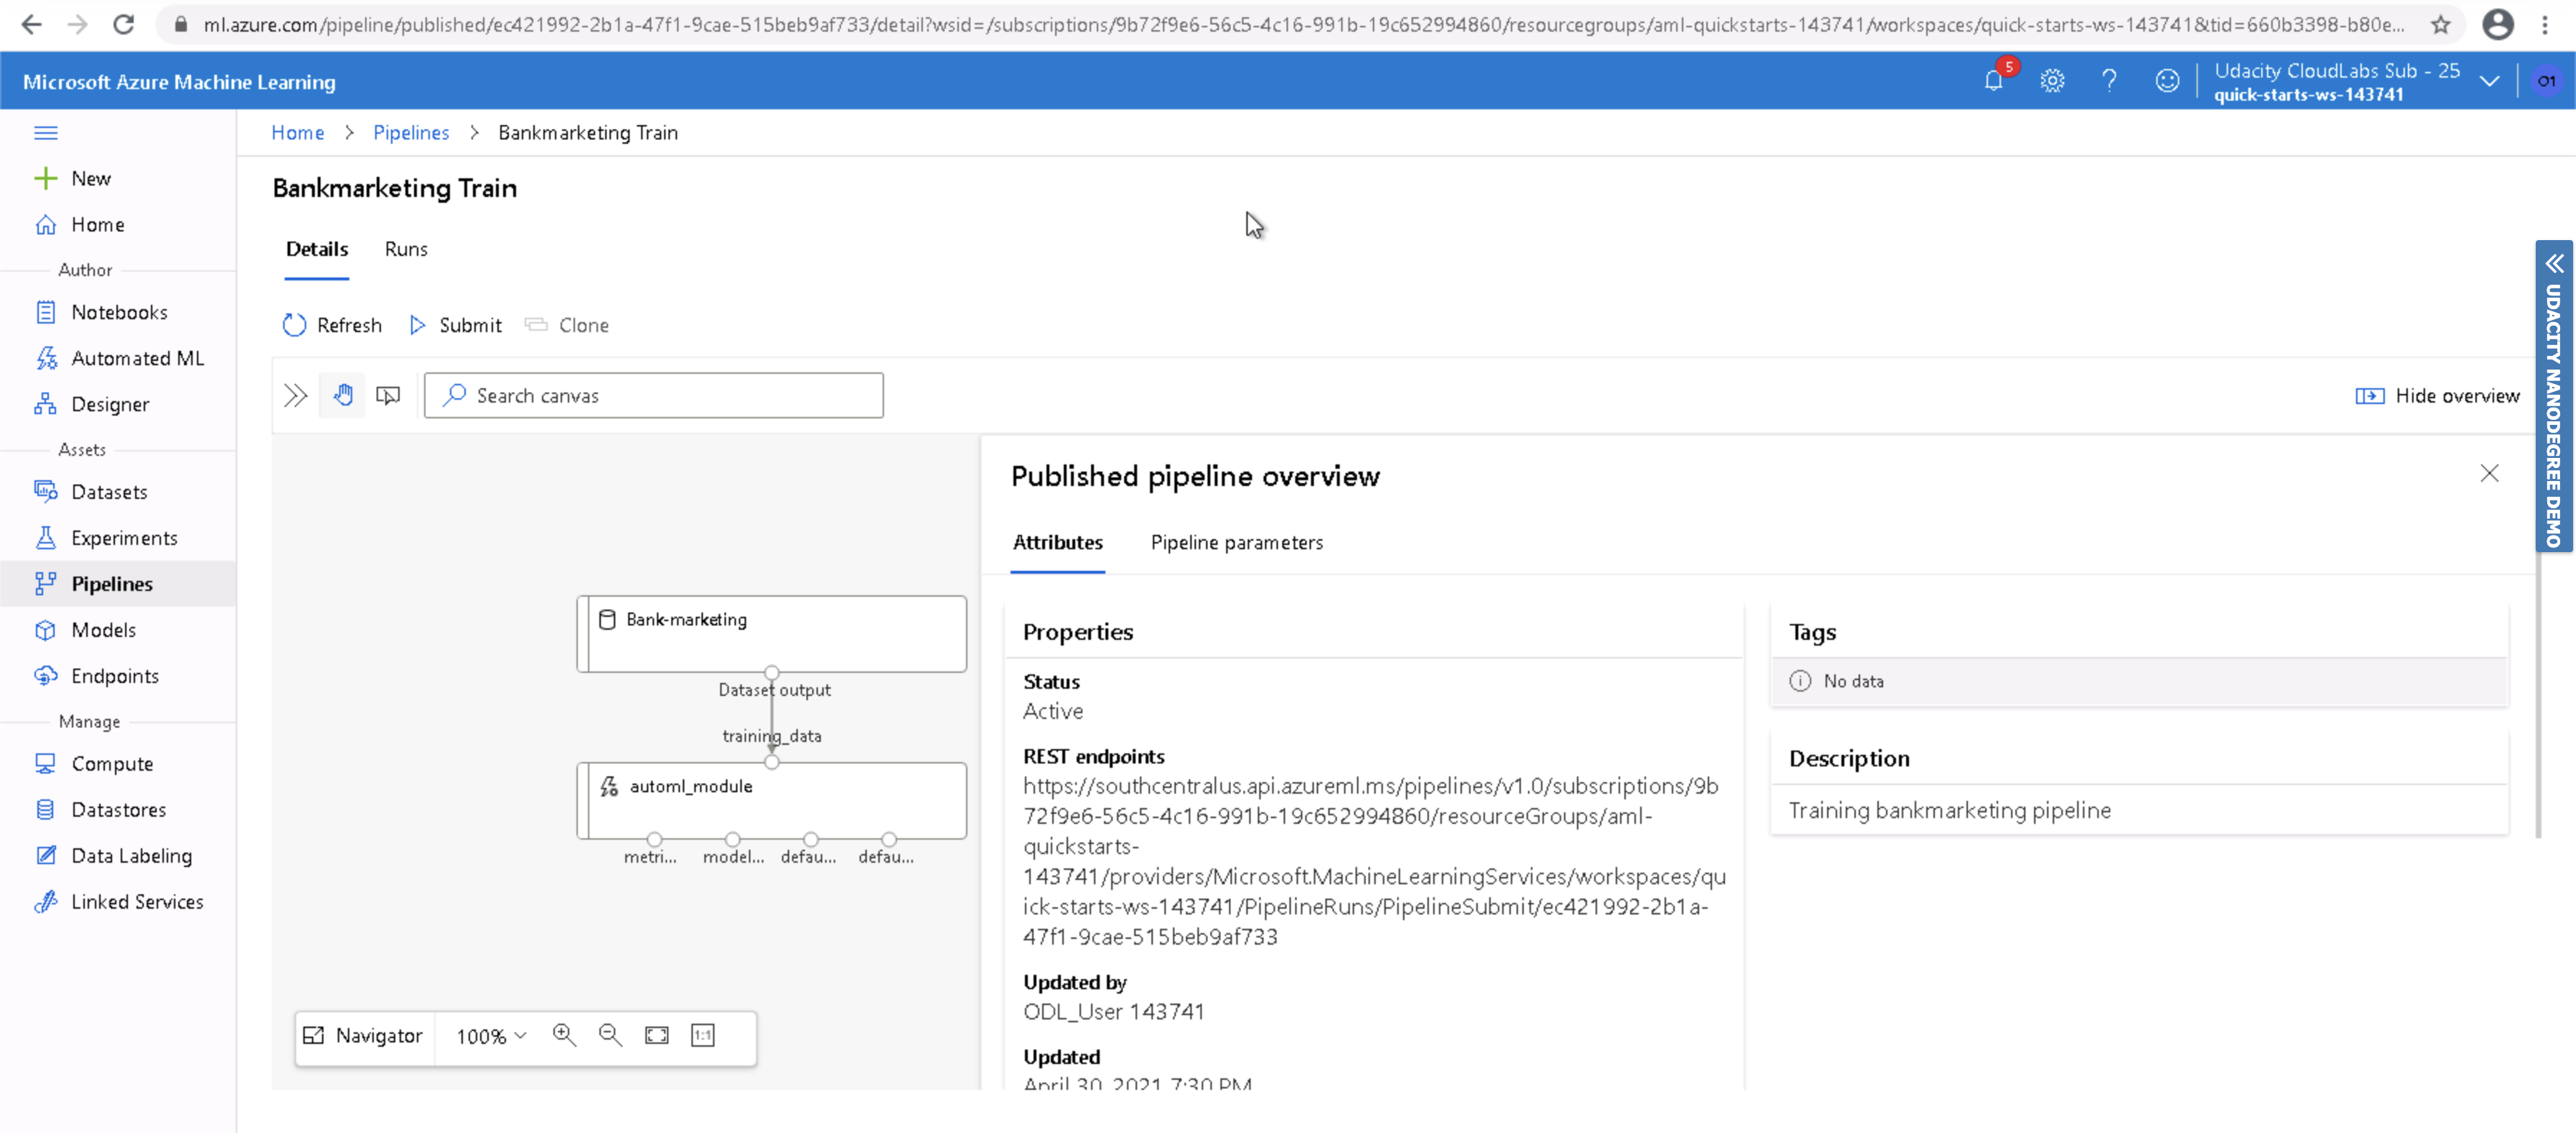 ml.azure.com/pipeline/published/ec421992-2b1a-47f1-9cae-515beb9af733/detail?wsid=/subscriptions/9b72f9e6-56c5-4c16-991b-19c652994860/resourcegroups/aml-quickstarts-143741/workspaces/quick-starts-ws-143741&tid=660b3398-b80e...
Microsoft Azure Machine Learning
5
Udacity CloudLabs Sub - 25
quick-starts-ws-143741
O1
Home > Pipelines > Bankmarketing Train
New
Home
Author
Notebooks
Automated ML
Designer
Assets
Datasets
Experiments
Pipelines
Models
Endpoints
Manage
Compute
Datastores
Data Labeling
Linked Services
Bankmarketing Train
Details Runs
Refresh Submit Clone
Search canvas
Hide overview
Bank-marketing
Dataset output
training_data
automl_module
metri... model... defau... defau...
Navigator 100% 1:1
Published pipeline overview
Attributes Pipeline parameters
Properties
Status
Active
REST endpoints
https://southcentralus.api.azureml.ms/pipelines/v1.0/subscriptions/9b
72f9e6-56c5-4c16-991b-19c652994860/resourceGroups/aml-
quickstarts-
143741/providers/Microsoft.MachineLearningServices/workspaces/qu
ick-starts-ws-143741/PipelineRuns/PipelineSubmit/ec421992-2b1a-
47f1-9cae-515beb9af733
Updated by
ODL_User 143741
Updated
April 30, 2021 7:30 PM
Tags
No data
Description
Training bankmarketing pipeline
UDACITY NANODEGREE DEMO